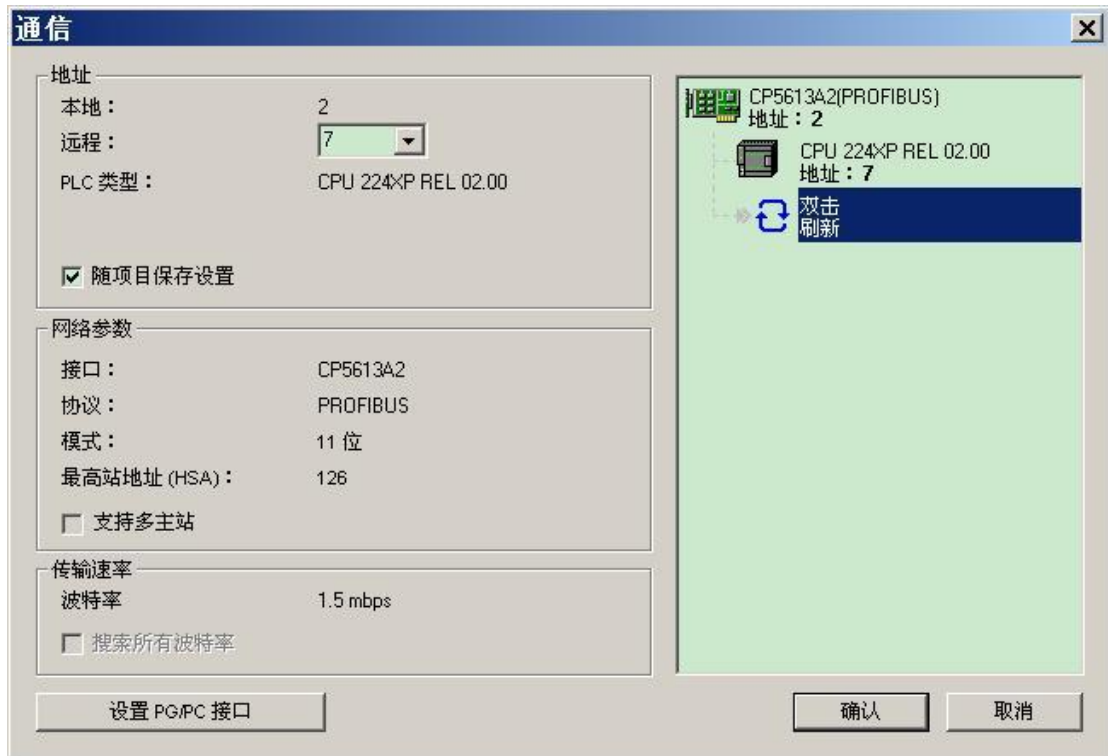 通信
地址
本地： 2
远程： 7
PLC 类型： CPU 224XP REL 02.00
随项目保存设置
网络参数
接口： CP5613A2
协议： PROFIBUS
模式： 11 位
最高站地址 (HSA)： 126
支持多主站
传输速率
波特率 1.5 mbps
搜索所有波特率
设置 PG/PC 接口
CP5613A2(PROFIBUS)
地址：2
CPU 224XP REL 02.00
地址：7
双击
刷新
确认
取消